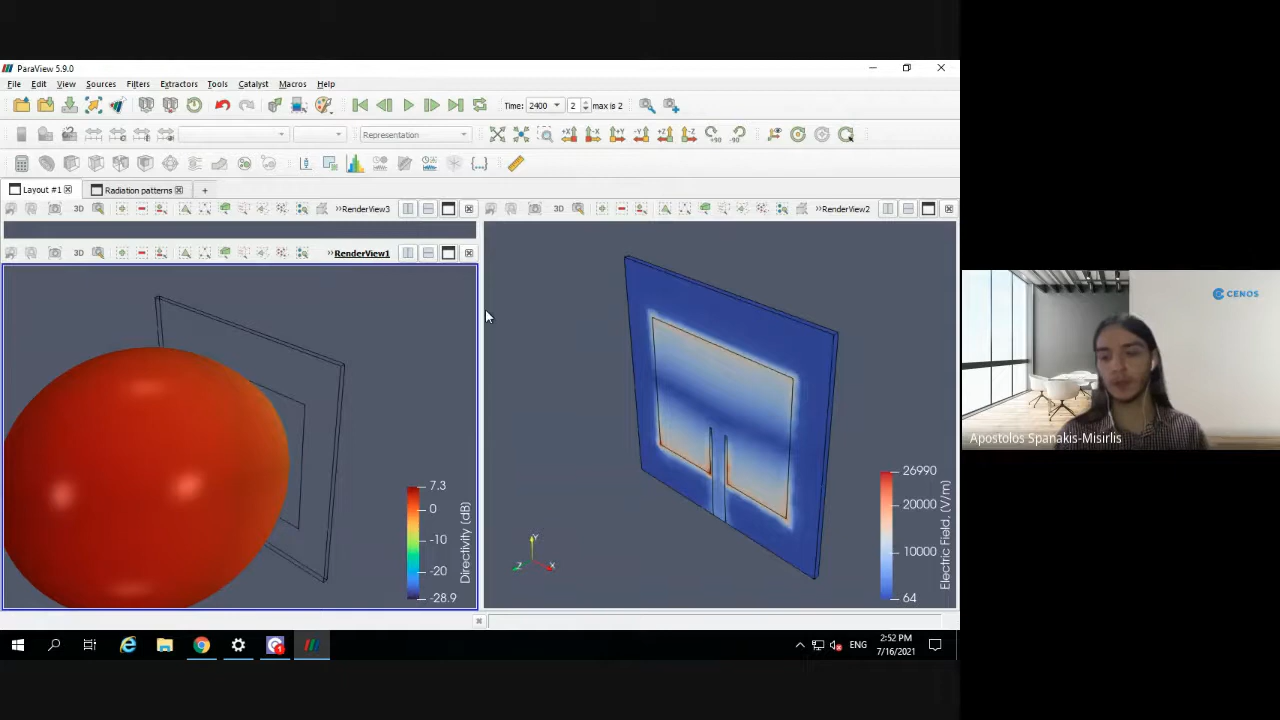 ParaView 5.9.0
File Edit View Sources Filters Extractors Tools Catalyst Macros Help
Time: 2400 2 max is 2
Representation
+X -X +Y -Y +Z -Z +90 -90
Layout #1 Radiation patterns +
3D RenderView3
3D RenderView2
3D RenderView1
7.3
0
-10
-20
-28.9
Directivity (dB)
26990
20000
10000
64
Electric Field, (V/m)
Y
Z X
CENOS
Apostolos Spanakis-Misirlis
ENG
2:52 PM
7/16/2021